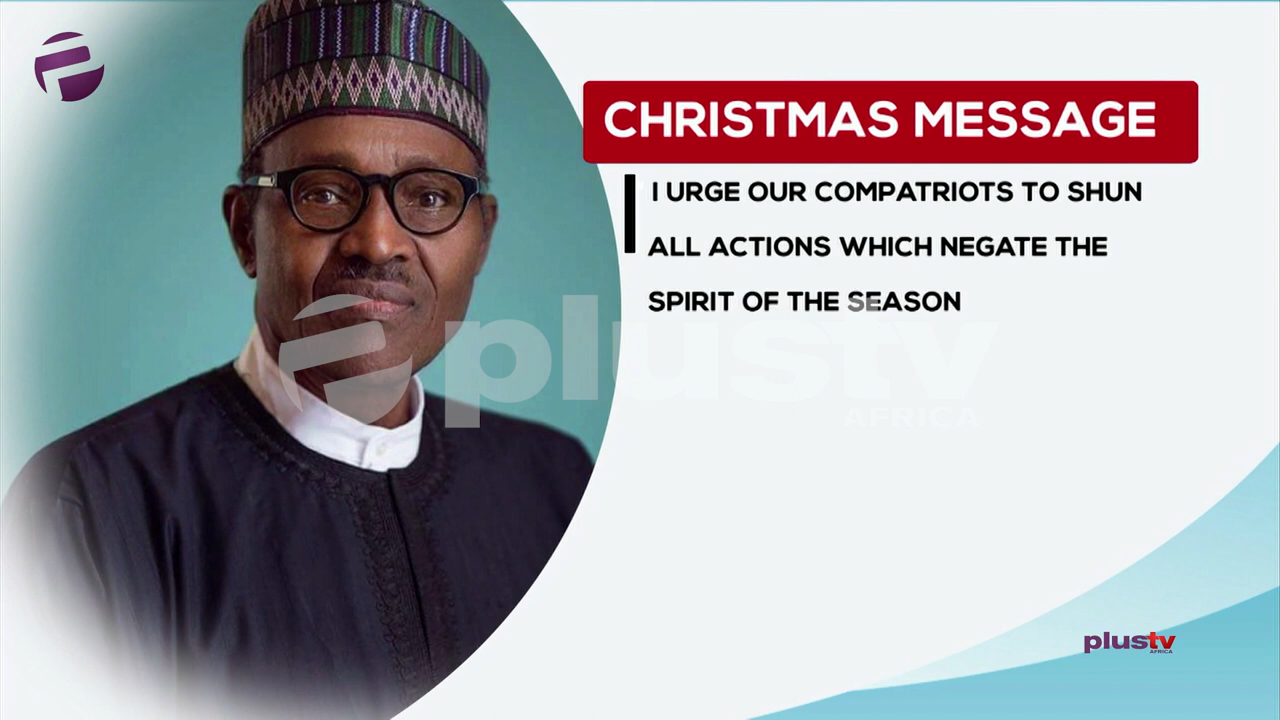 CHRISTMAS MESSAGE
I URGE OUR COMPATRIOTS TO SHUN
ALL ACTIONS WHICH NEGATE THE
SPIRIT OF THE SEASON
plustv
AFRICA
plustv
AFRICA